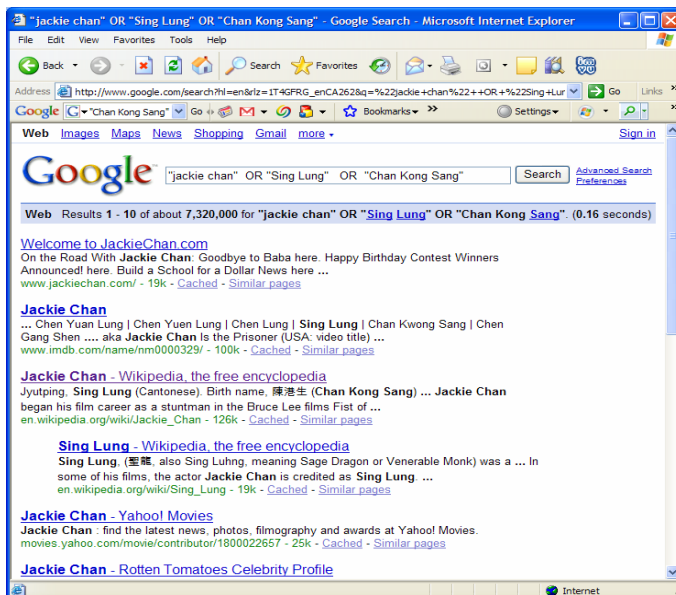 "jackie chan" OR "Sing Lung" OR "Chan Kong Sang" - Google Search - Microsoft Internet Explorer
File Edit View Favorites Tools Help
Back Search Favorites
Address http://www.google.com/search?hl=en&rlz=1T4GFRG_enCA262&q=%22jackie+chan%22++OR+%22Sing+Lur Go Links »
Google G "Chan Kong Sang" Go Bookmarks » Settings
Web Images Maps News Shopping Gmail more Sign in
Google "jackie chan" OR "Sing Lung" OR "Chan Kong Sang" Search Advanced Search
Preferences
Web Results 1 - 10 of about 7,320,000 for "jackie chan" OR "Sing Lung" OR "Chan Kong Sang". (0.16 seconds)
Welcome to JackieChan.com
On the Road With Jackie Chan: Goodbye to Baba here. Happy Birthday Contest Winners
Announced! here. Build a School for a Dollar News here ...
www.jackiechan.com/ - 19k - Cached - Similar pages
Jackie Chan
... Chen Yuan Lung | Chen Yuen Lung | Chen Lung | Sing Lung | Chan Kwong Sang | Chen
Gang Shen .... aka Jackie Chan Is the Prisoner (USA: video title) ...
www.imdb.com/name/nm0000329/ - 100k - Cached - Similar pages
Jackie Chan - Wikipedia, the free encyclopedia
Jyutping, Sing Lung (Cantonese). Birth name, 陳港生 (Chan Kong Sang) ... Jackie Chan
began his film career as a stuntman in the Bruce Lee films Fist of ...
en.wikipedia.org/wiki/Jackie_Chan - 126k - Cached - Similar pages
Sing Lung - Wikipedia, the free encyclopedia
Sing Lung, (聖龍, also Sing Luhng, meaning Sage Dragon or Venerable Monk) was a ... In
some of his films, the actor Jackie Chan is credited as Sing Lung. ...
en.wikipedia.org/wiki/Sing_Lung - 19k - Cached - Similar pages
Jackie Chan - Yahoo! Movies
Jackie Chan : find the latest news, photos, filmography and awards at Yahoo! Movies.
movies.yahoo.com/movie/contributor/1800022657 - 25k - Cached - Similar pages
Jackie Chan - Rotten Tomatoes Celebrity Profile
Internet